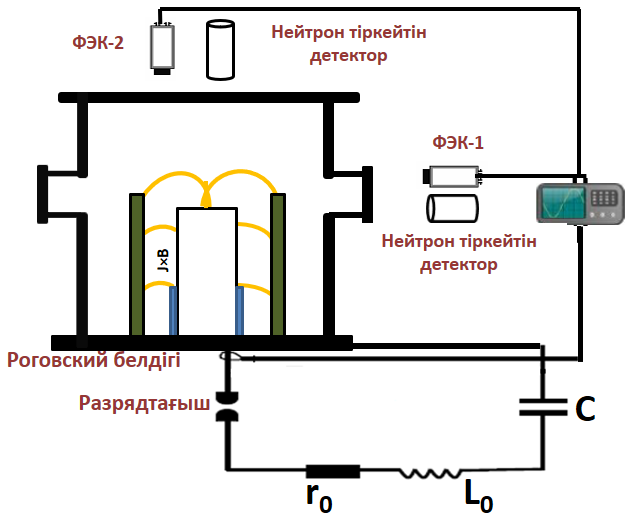 ФЭК-2
Нейтрон тіркейтін
детектор
ФЭК-1
Нейтрон тіркейтін
детектор
J×B
Роговский белдігі
Разрядтағыш
C
r₀
L₀